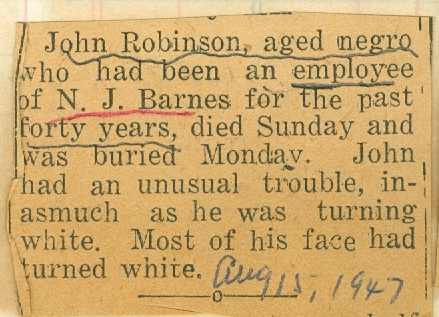 John Robinson, aged negro
who had been an employee
of N. J. Barnes for the past
forty years, died Sunday and
was buried Monday. John
had an unusual trouble, in-
asmuch as he was turning
white. Most of his face had
turned white.
Aug 15, 1947